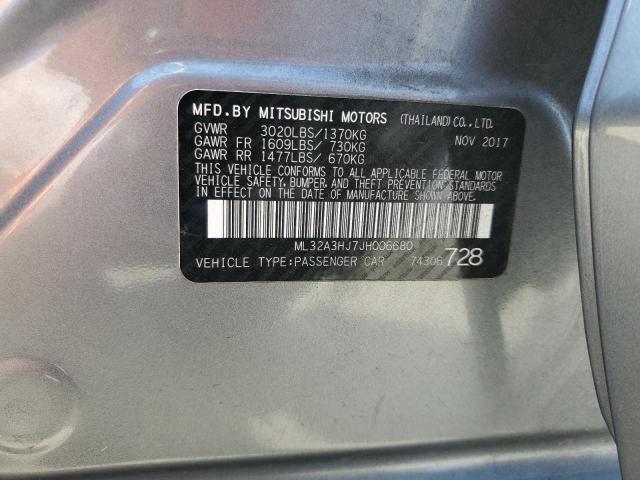 MFD.BY MITSUBISHI MOTORS (THAILAND) CO.,LTD.
GVWR 3020LBS/1370KG NOV 2017
GAWR FR 1609LBS/ 730KG
GAWR RR 1477LBS/ 670KG
THIS VEHICLE CONFORMS TO ALL APPLICABLE FEDERAL MOTOR
VEHICLE SAFETY, BUMPER, AND THEFT PREVENTION STANDARDS
IN EFFECT ON THE DATE OF MANUFACTURE SHOWN ABOVE.
ML32A3HJ7JH006680
VEHICLE TYPE:PASSENGER CAR 74306 728